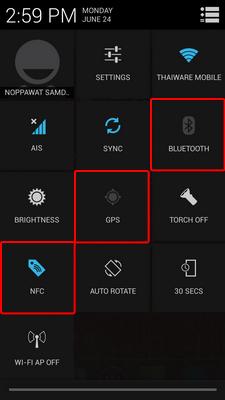 2:59 PM MONDAY
JUNE 24
NOPPAWAT SAMD..
SETTINGS
THAIWARE MOBILE
AIS
SYNC
BLUETOOTH
BRIGHTNESS
GPS
TORCH OFF
NFC
AUTO ROTATE
30 SECS
WI-FI AP OFF